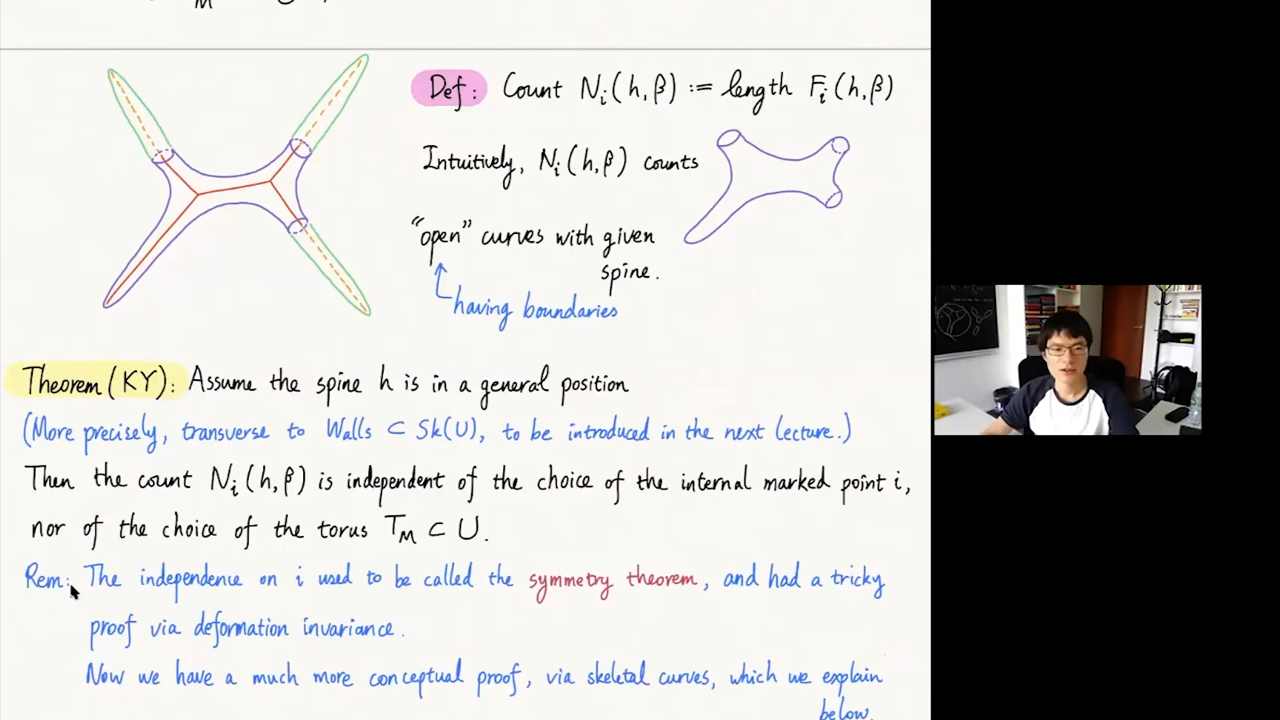 M
Def: Count Nᵢ(h,β) := length Fᵢ(h,β)
Intuitively, Nᵢ(h,β) counts
"open" curves with given
spine.
having boundaries
Theorem (KY): Assume the spine h is in a general position
(More precisely, transverse to Walls ⊂ Sk(U), to be introduced in the next lecture.)
Then the count Nᵢ(h,β) is independent of the choice of the internal marked point i,
nor of the choice of the torus T_M ⊂ U.
Rem: The independence on i used to be called the symmetry theorem, and had a tricky
proof via deformation invariance.
Now we have a much more conceptual proof, via skeletal curves, which we explain
below.